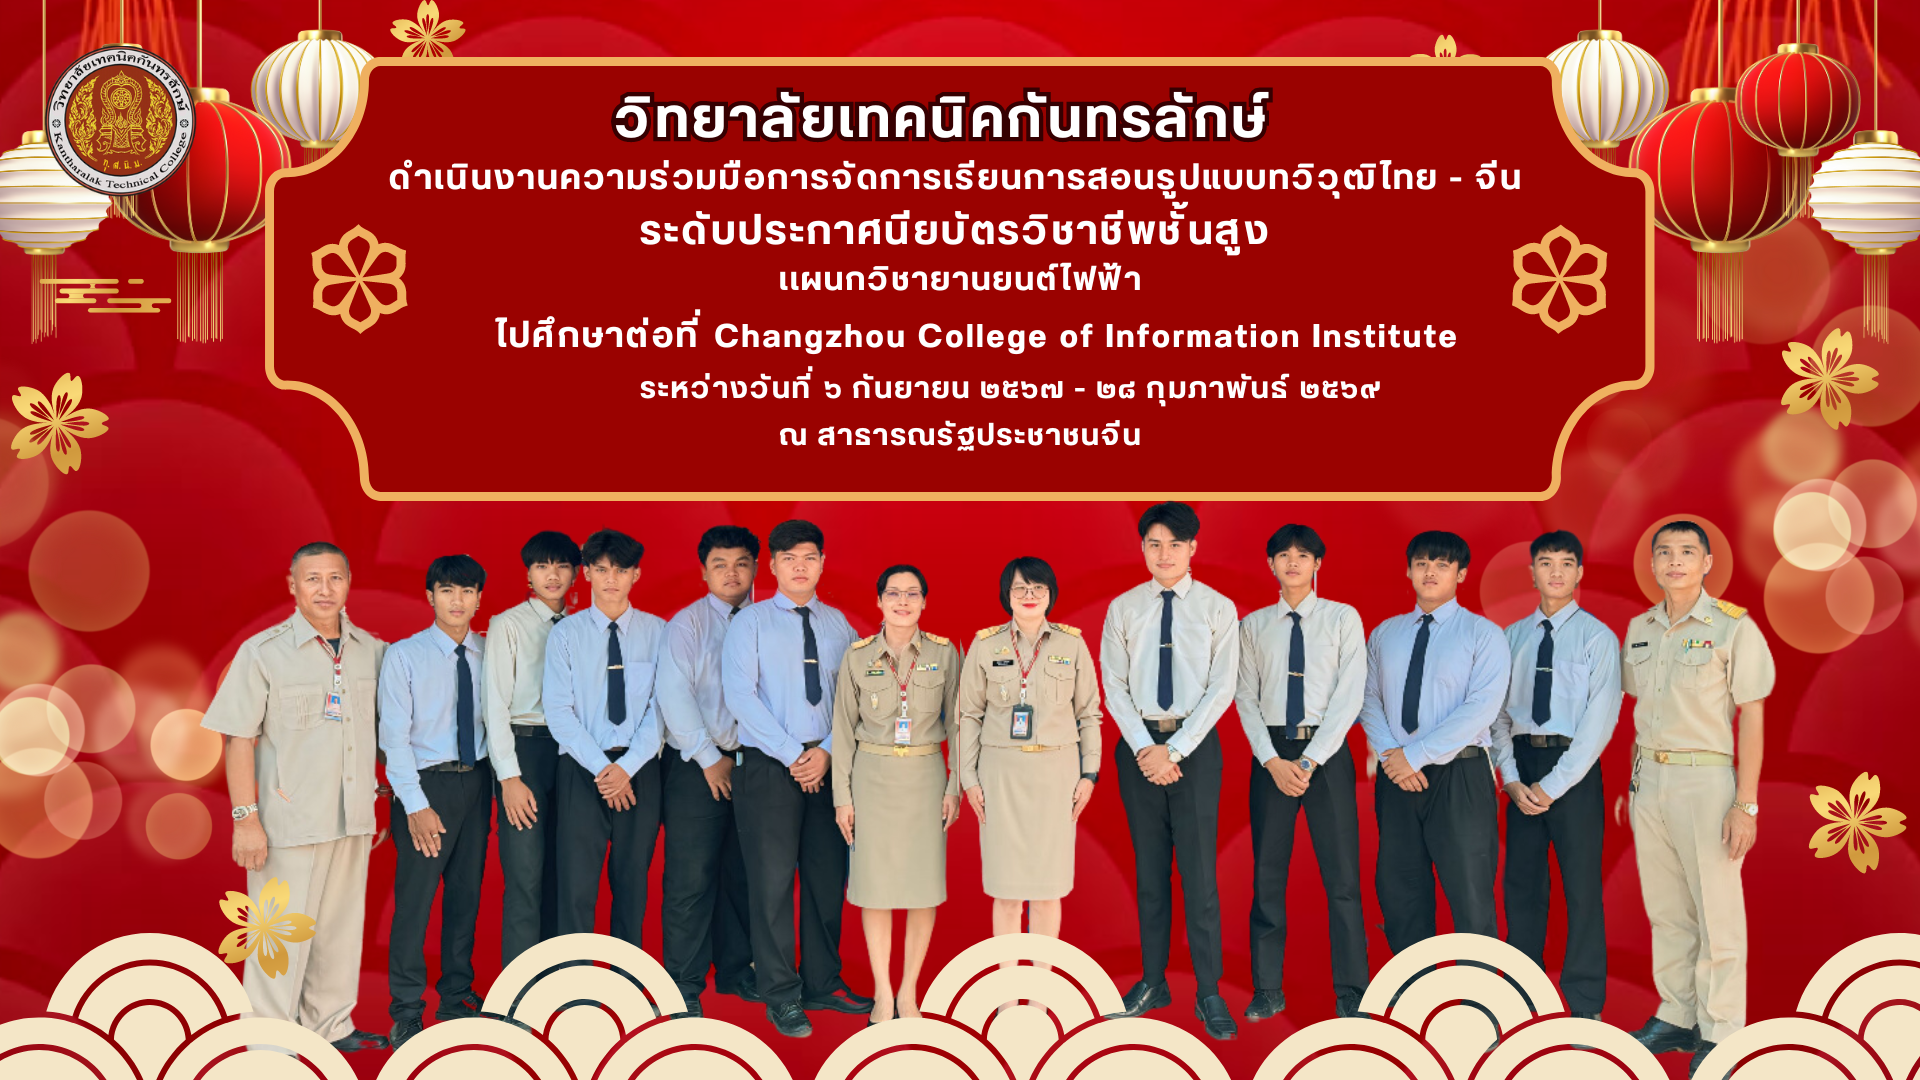 วิทยาลัยเทคนิคกันทรลักษ์
ทุ. ส. นิ. ม.
Kantharalak Technical College
วิทยาลัยเทคนิคกันทรลักษ์
ดำเนินงานความร่วมมือการจัดการเรียนการสอนรูปแบบทวิวุฒิไทย - จีน
ระดับประกาศนียบัตรวิชาชีพชั้นสูง
แผนกวิชายานยนต์ไฟฟ้า
ไปศึกษาต่อที่ Changzhou College of Information Institute
ระหว่างวันที่ ๖ กันยายน ๒๕๖๗ - ๒๘ กุมภาพันธ์ ๒๕๖๙
ณ สาธารณรัฐประชาชนจีน